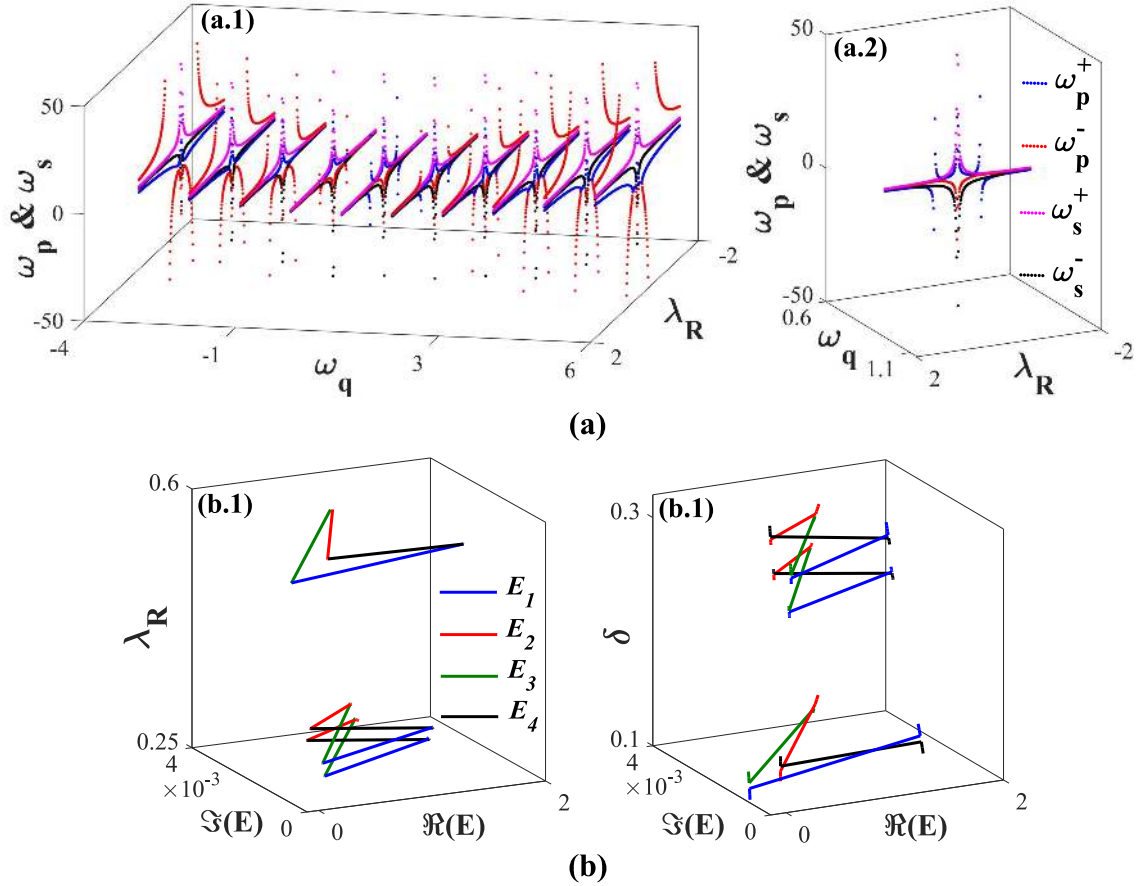 (a.1)
50
0
-50
ω_p & ω_s
-4
-1
3
6
ω_q
2
-2
λ_R
(a.2)
50
0
-50
ω_p & ω_s
0.6
1.1
ω_q
2
-2
λ_R
ω_p^+
ω_p^-
ω_s^+
ω_s^-
(a)
(b.1)
0.6
0.25
λ_R
4
×10^-3
0
ℑ(E)
0
2
ℜ(E)
E_1
E_2
E_3
E_4
(b.1)
0.3
0.1
δ
4
×10^-3
0
ℑ(E)
0
2
ℜ(E)
(b)